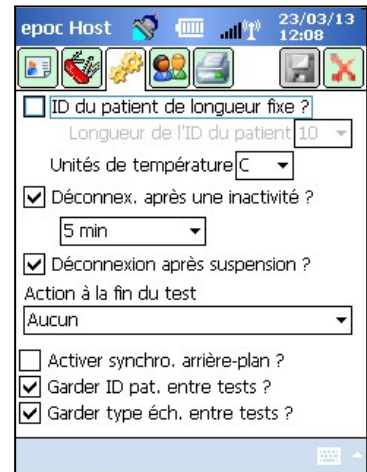 epoc Host 23/03/13
12:08
ID du patient de longueur fixe ?
Longueur de l'ID du patient 10
Unités de température C
Déconnex. après une inactivité ?
5 min
Déconnexion après suspension ?
Action à la fin du test
Aucun
Activer synchro. arrière-plan ?
Garder ID pat. entre tests ?
Garder type éch. entre tests ?